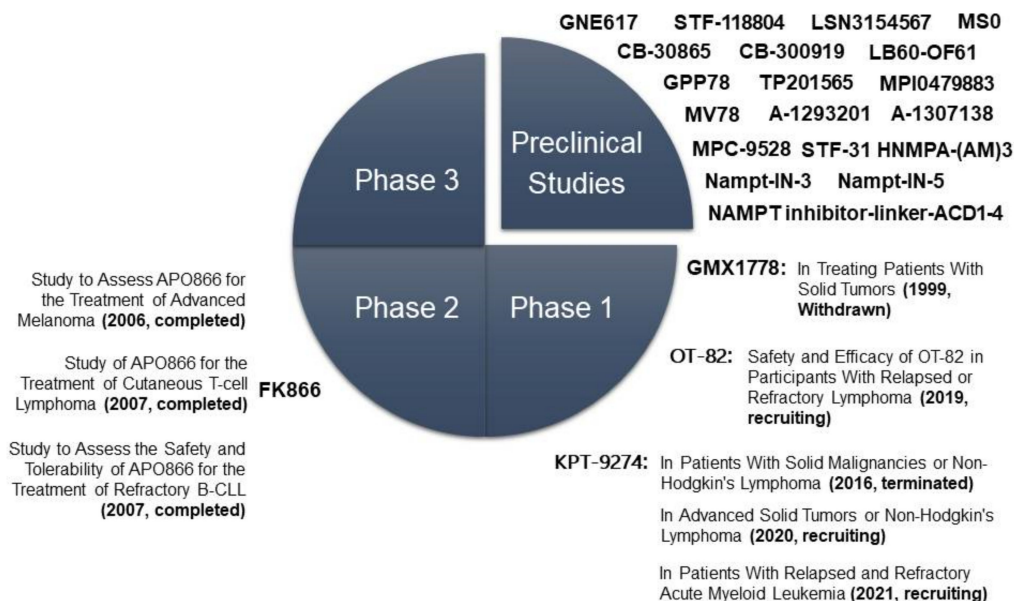 GNE617 STF-118804 LSN3154567 MS0
CB-30865 CB-300919 LB60-OF61
GPP78 TP201565 MPI0479883
MV78 A-1293201 A-1307138
MPC-9528 STF-31 HNMPA-(AM)3
Nampt-IN-3 Nampt-IN-5
NAMPT inhibitor-linker-ACD1-4
Preclinical
Studies
Phase 3
Phase 2
Phase 1
GMX1778: In Treating Patients With
Solid Tumors (1999,
Withdrawn)
OT-82: Safety and Efficacy of OT-82 in
Participants With Relapsed or
Refractory Lymphoma (2019,
recruiting)
KPT-9274: In Patients With Solid Malignancies or Non-
Hodgkin's Lymphoma (2016, terminated)
In Advanced Solid Tumors or Non-Hodgkin's
Lymphoma (2020, recruiting)
In Patients With Relapsed and Refractory
Acute Myeloid Leukemia (2021, recruiting)
FK866
Study to Assess APO866 for
the Treatment of Advanced
Melanoma (2006, completed)
Study of APO866 for the
Treatment of Cutaneous T-cell
Lymphoma (2007, completed)
Study to Assess the Safety and
Tolerability of APO866 for the
Treatment of Refractory B-CLL
(2007, completed)